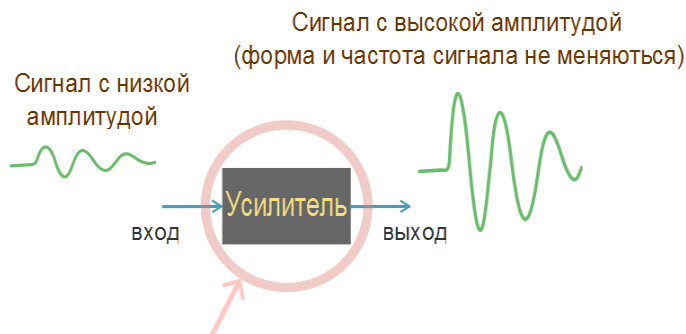 Сигнал с высокой амплитудой
(форма и частота сигнала не меняються)
Сигнал с низкой
амплитудой
Усилитель
вход
выход